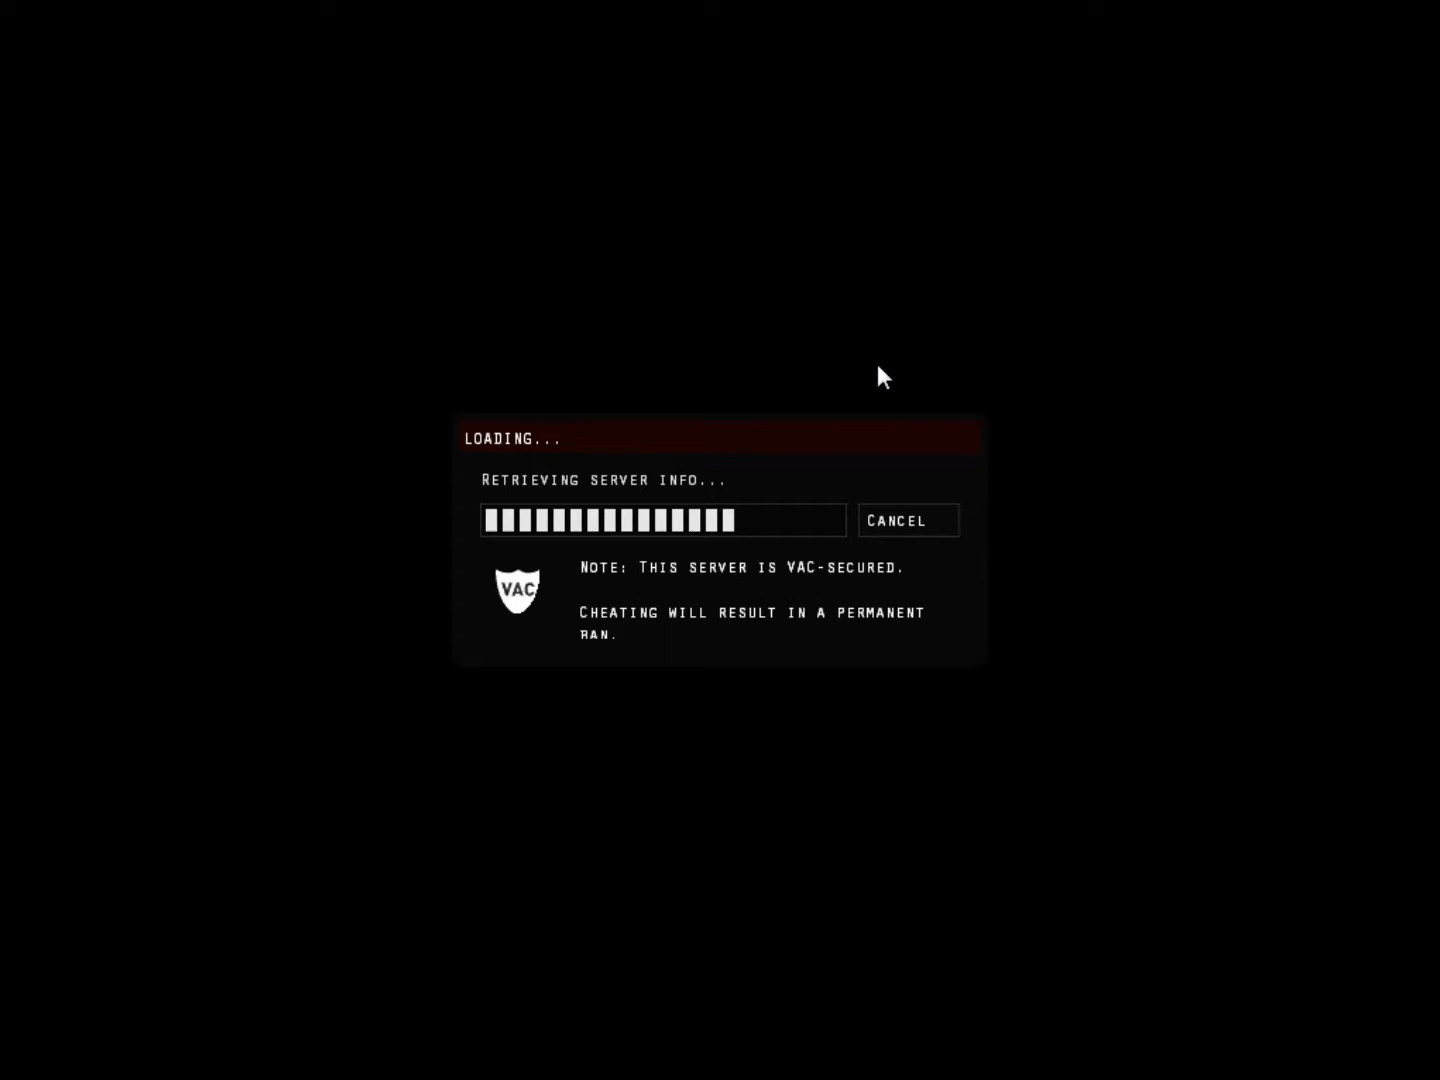 LOADING...
RETRIEVING SERVER INFO...
CANCEL
VAC
NOTE: THIS SERVER IS VAC-SECURED.
CHEATING WILL RESULT IN A PERMANENT
BAN.